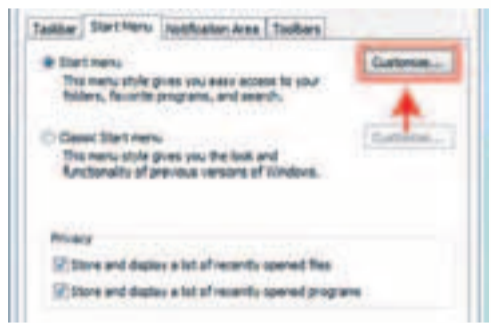 Taskbar Start Menu Notification Area Toolbars
Start menu Customize...
This menu style gives you easy access to your
folders, favorite programs, and search.
Classic Start menu Customize...
This menu style gives you the look and
functionality of previous versions of Windows.
Privacy
Store and display a list of recently opened files
Store and display a list of recently opened programs